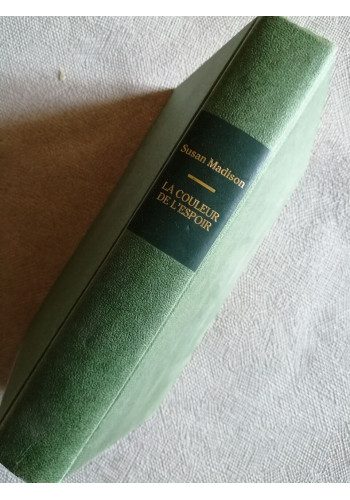 Susan Madison
LA COULEUR
DE L'ESPOIR